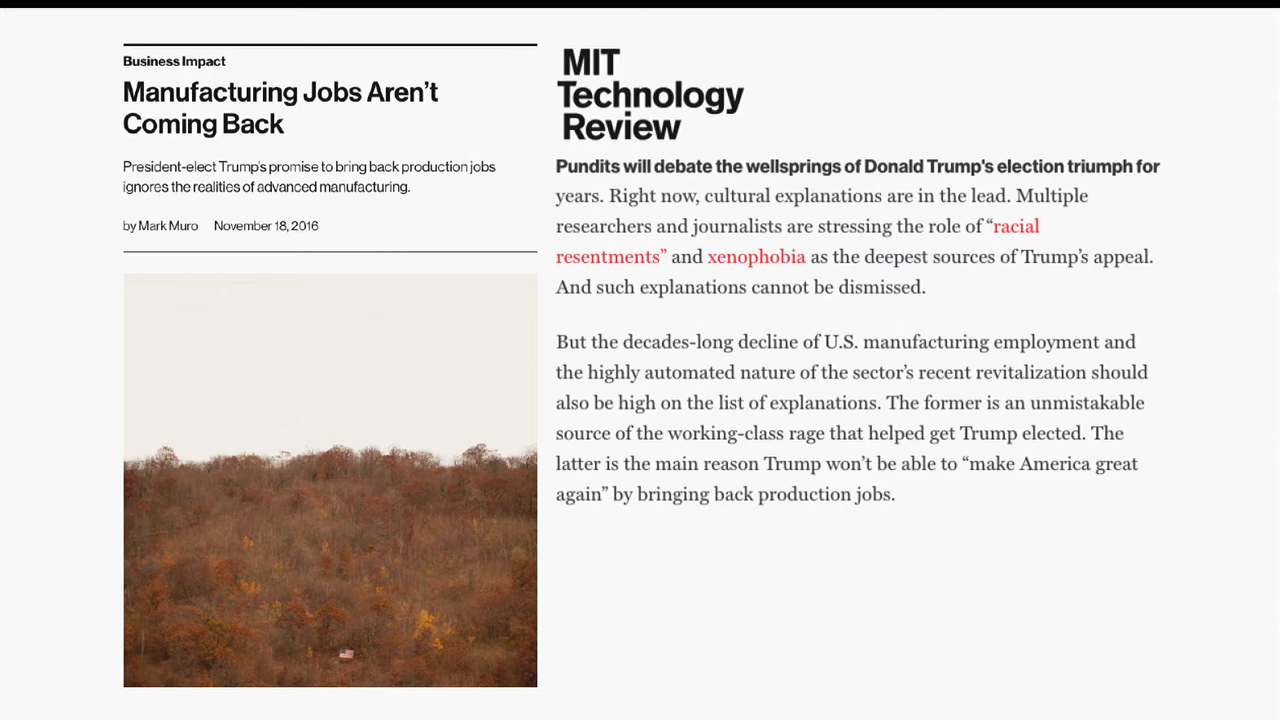 Business Impact
Manufacturing Jobs Aren’t
Coming Back
President-elect Trump's promise to bring back production jobs
ignores the realities of advanced manufacturing.
by Mark Muro November 18, 2016
MIT
Technology
Review
Pundits will debate the wellsprings of Donald Trump's election triumph for
years. Right now, cultural explanations are in the lead. Multiple
researchers and journalists are stressing the role of “racial
resentments” and xenophobia as the deepest sources of Trump’s appeal.
And such explanations cannot be dismissed.
But the decades-long decline of U.S. manufacturing employment and
the highly automated nature of the sector’s recent revitalization should
also be high on the list of explanations. The former is an unmistakable
source of the working-class rage that helped get Trump elected. The
latter is the main reason Trump won’t be able to “make America great
again” by bringing back production jobs.